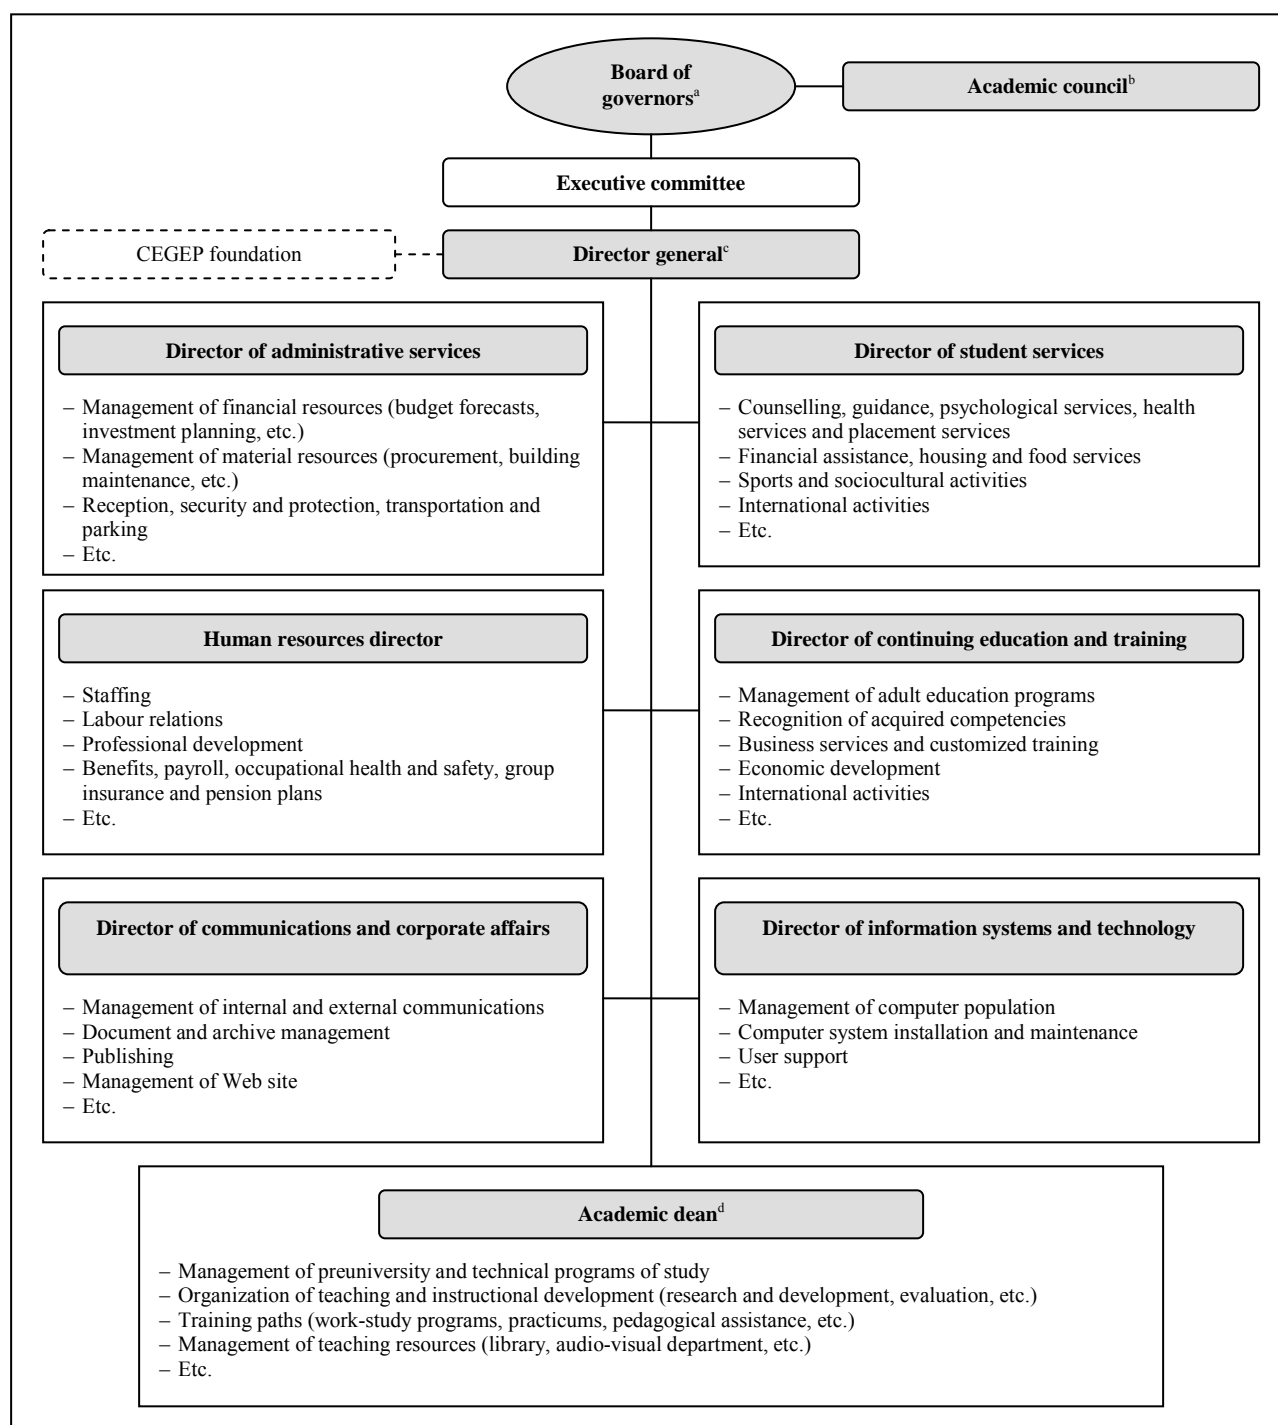 Board of
governorsᵃ
Academic councilᵇ
Executive committee
CEGEP foundation
Director generalᶜ
Director of administrative services
– Management of financial resources (budget forecasts,
investment planning, etc.)
– Management of material resources (procurement, building
maintenance, etc.)
– Reception, security and protection, transportation and
parking
– Etc.
Director of student services
– Counselling, guidance, psychological services, health
services and placement services
– Financial assistance, housing and food services
– Sports and sociocultural activities
– International activities
– Etc.
Human resources director
– Staffing
– Labour relations
– Professional development
– Benefits, payroll, occupational health and safety, group
insurance and pension plans
– Etc.
Director of continuing education and training
– Management of adult education programs
– Recognition of acquired competencies
– Business services and customized training
– Economic development
– International activities
– Etc.
Director of communications and corporate affairs
– Management of internal and external communications
– Document and archive management
– Publishing
– Management of Web site
– Etc.
Director of information systems and technology
– Management of computer population
– Computer system installation and maintenance
– User support
– Etc.
Academic deanᵈ
– Management of preuniversity and technical programs of study
– Organization of teaching and instructional development (research and development, evaluation, etc.)
– Training paths (work-study programs, practicums, pedagogical assistance, etc.)
– Management of teaching resources (library, audio-visual department, etc.)
– Etc.